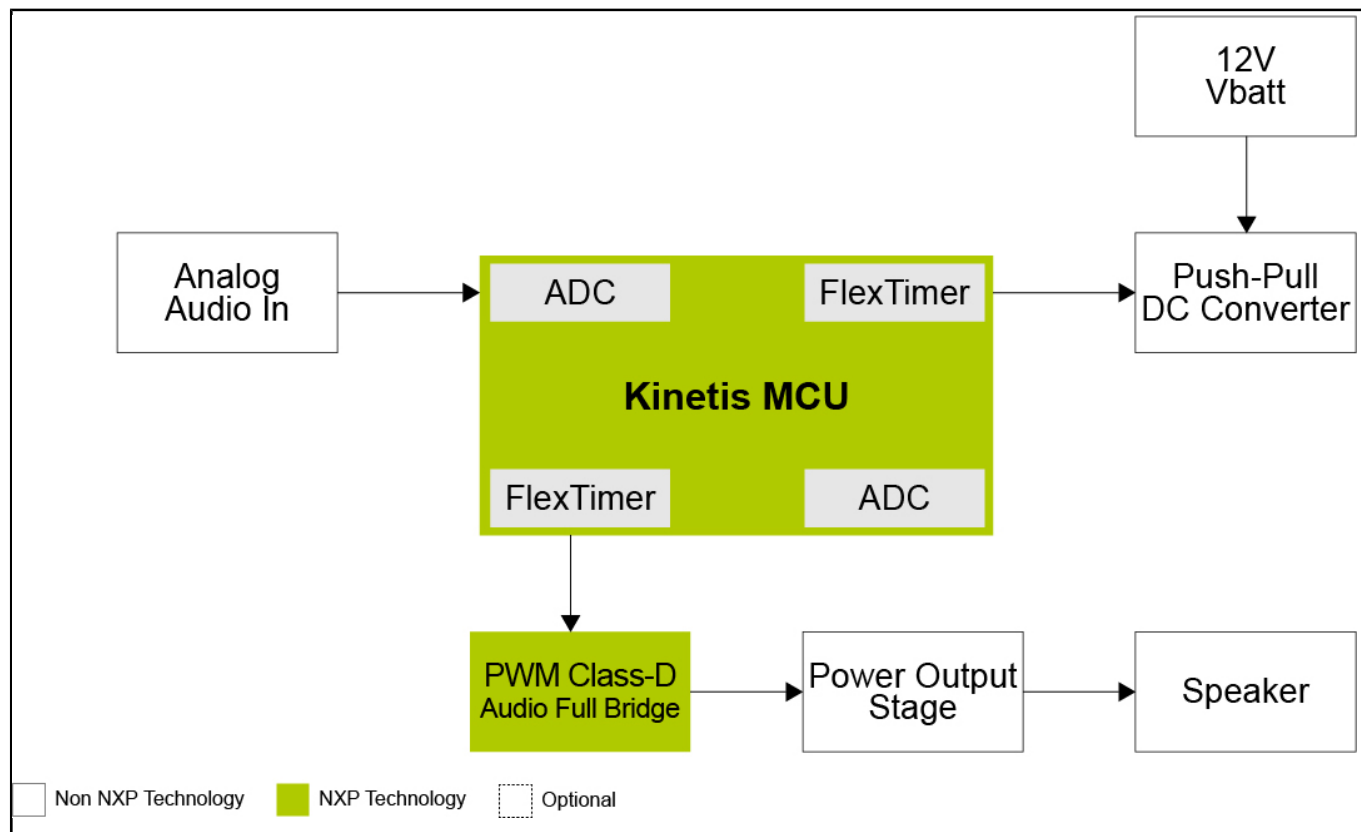 12V
Vbatt
Analog
Audio In
ADC
FlexTimer
Push-Pull
DC Converter
Kinetis MCU
FlexTimer
ADC
PWM Class-D
Audio Full Bridge
Power Output
Stage
Speaker
Non NXP Technology
NXP Technology
Optional